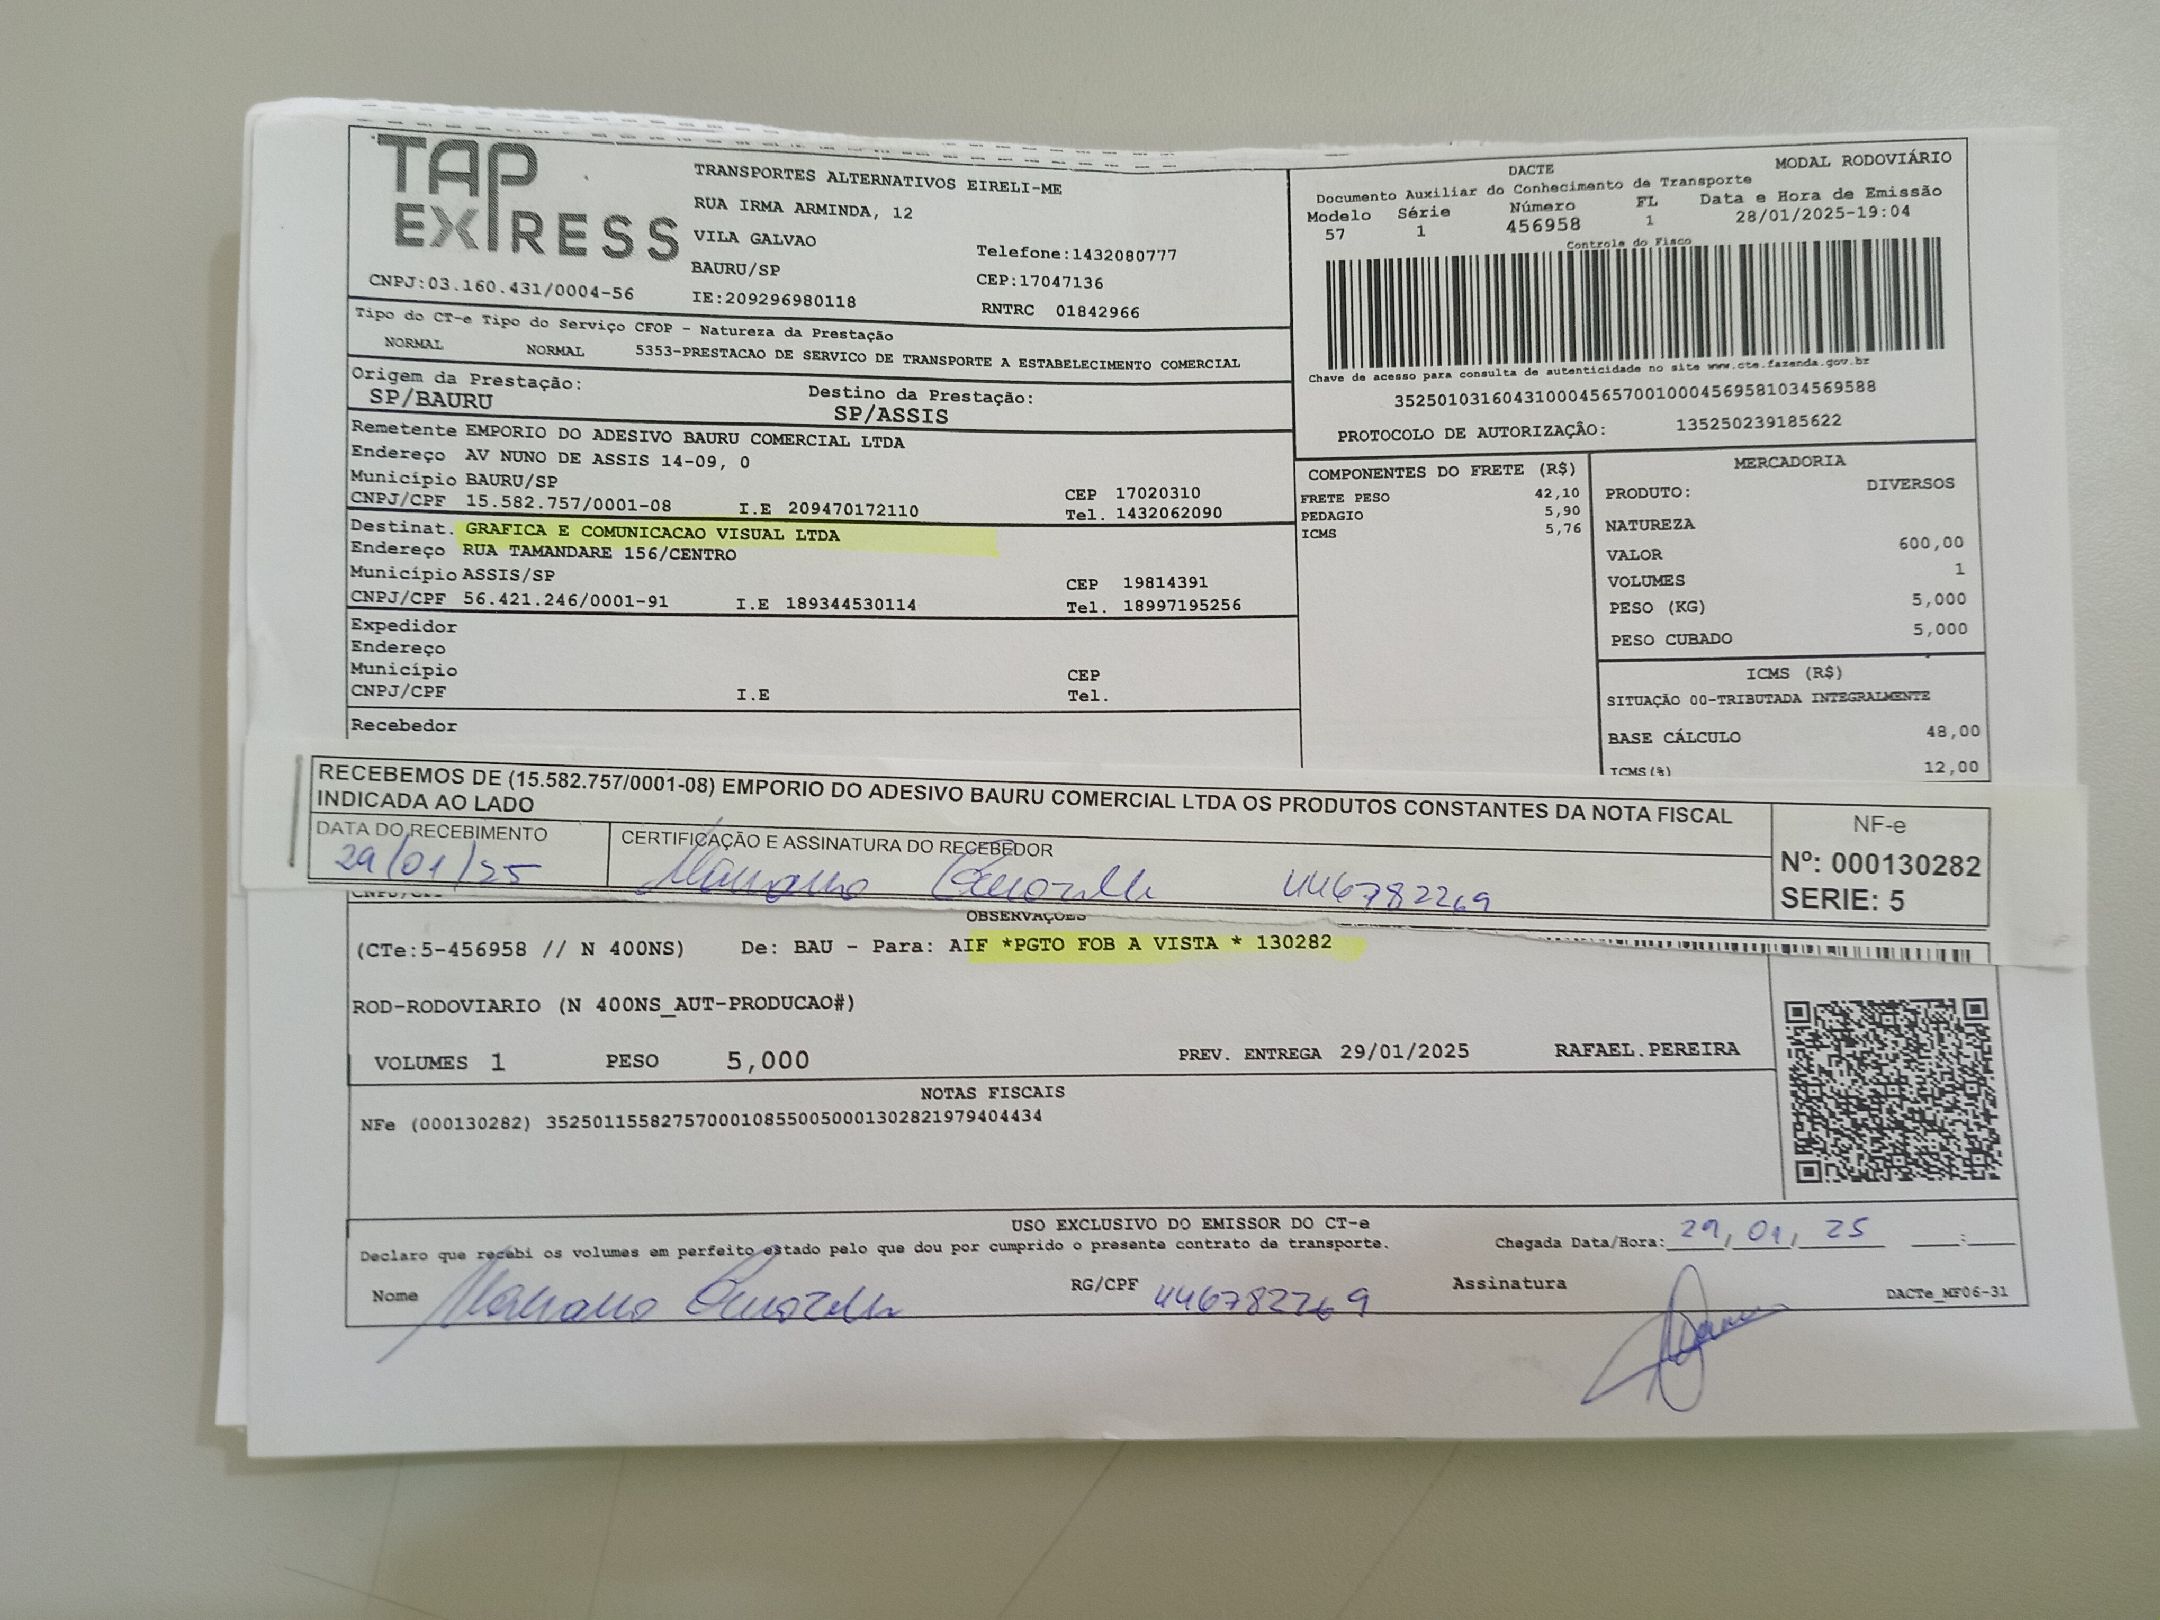 TAP
EXPRESS
CNPJ:03.160.431/0004-56
TRANSPORTES ALTERNATIVOS EIRELI-ME
RUA IRMA ARMINDA, 12
VILA GALVAO
BAURU/SP
IE:209296980118
Telefone:1432080777
CEP:17047136
RNTRC 01842966
DACTE
MODAL RODOVIÁRIO
Documento Auxiliar do Conhecimento de Transporte
Modelo Série Número FL Data e Hora de Emissão
57 1 456958 1 28/01/2025-19:04
Controle do Fisco
Chave de acesso para consulta de autenticidade no site www.cte.fazenda.gov.br
35250103160431000456570010004569581034569588
PROTOCOLO DE AUTORIZAÇÃO: 135250239185622
Tipo do CT-e Tipo do Serviço CFOP - Natureza da Prestação
NORMAL NORMAL 5353-PRESTACAO DE SERVICO DE TRANSPORTE A ESTABELECIMENTO COMERCIAL
Origem da Prestação: Destino da Prestação:
SP/BAURU SP/ASSIS
Remetente EMPORIO DO ADESIVO BAURU COMERCIAL LTDA
Endereço AV NUNO DE ASSIS 14-09, 0
Município BAURU/SP CEP 17020310
CNPJ/CPF 15.582.757/0001-08 I.E 209470172110 Tel. 1432062090
Destinat. GRAFICA E COMUNICACAO VISUAL LTDA
Endereço RUA TAMANDARE 156/CENTRO
Município ASSIS/SP CEP 19814391
CNPJ/CPF 56.421.246/0001-91 I.E 189344530114 Tel. 18997195256
Expedidor
Endereço
Município CEP
CNPJ/CPF I.E Tel.
Recebedor
COMPONENTES DO FRETE (R$)
FRETE PESO 42,10
PEDAGIO 5,90
ICMS 5,76
MERCADORIA
PRODUTO: DIVERSOS
NATUREZA
VALOR 600,00
VOLUMES 1
PESO (KG) 5,000
PESO CUBADO 5,000
ICMS (R$)
SITUAÇÃO 00-TRIBUTADA INTEGRALMENTE
BASE CÁLCULO 48,00
ICMS(%) 12,00
RECEBEMOS DE (15.582.757/0001-08) EMPORIO DO ADESIVO BAURU COMERCIAL LTDA OS PRODUTOS CONSTANTES DA NOTA FISCAL
INDICADA AO LADO
DATA DO RECEBIMENTO
29/01/25
CERTIFICAÇÃO E ASSINATURA DO RECEBEDOR
446782269
NF-e
Nº: 000130282
SERIE: 5
CNPJ/CPF
OBSERVAÇÕES
(CTe:5-456958 // N 400NS) De: BAU - Para: AIF *PGTO FOB A VISTA * 130282
ROD-RODOVIARIO (N 400NS_AUT-PRODUCAO#)
VOLUMES 1 PESO 5,000 PREV. ENTREGA 29/01/2025 RAFAEL.PEREIRA
NOTAS FISCAIS
NFe (000130282) 35250115582757000108550050001302821979404434
USO EXCLUSIVO DO EMISSOR DO CT-e
Declaro que recebi os volumes em perfeito estado pelo que dou por cumprido o presente contrato de transporte.
Chegada Data/Hora: 29, 01, 25 :
Nome RG/CPF 446782269 Assinatura
DACTe_MF06-31